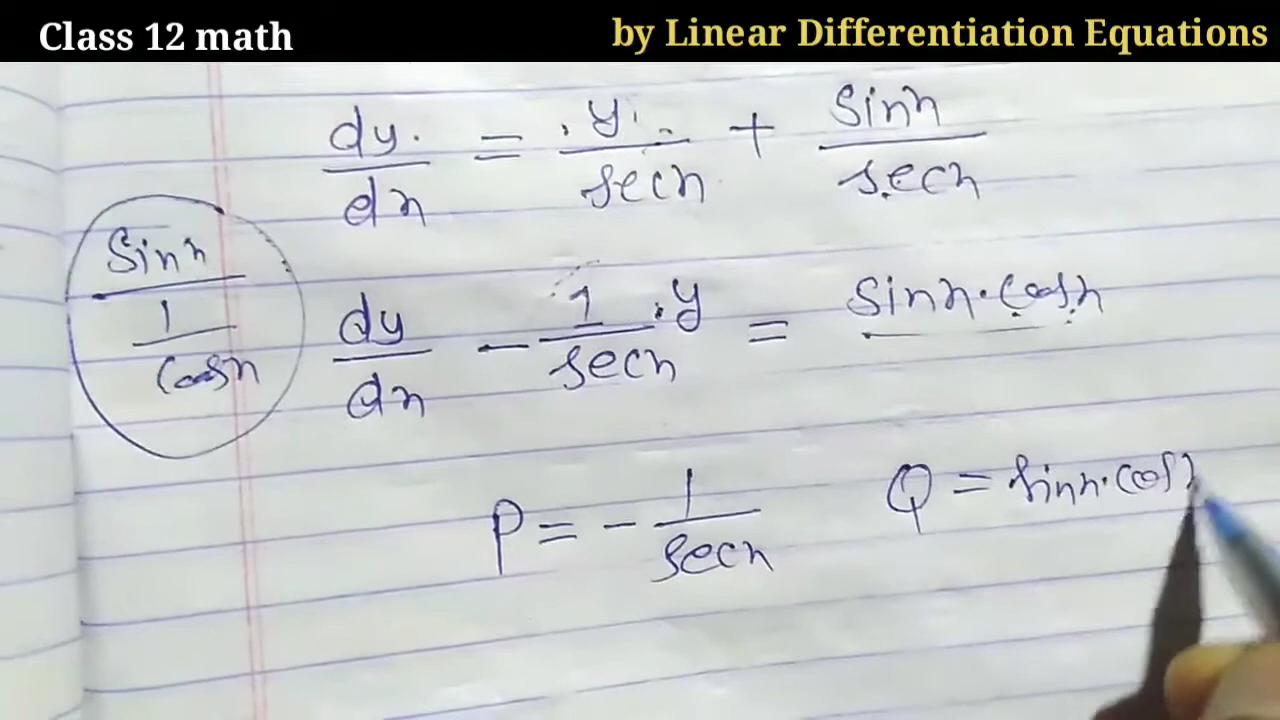 Class 12 math
by Linear Differentiation Equations
dy/dx = y/secx + sinx/secx
sinx/(1/cosx)
dy/dx - 1/secx . y = sinx.cosx
P = - 1/secx
Q = sinx.cosx